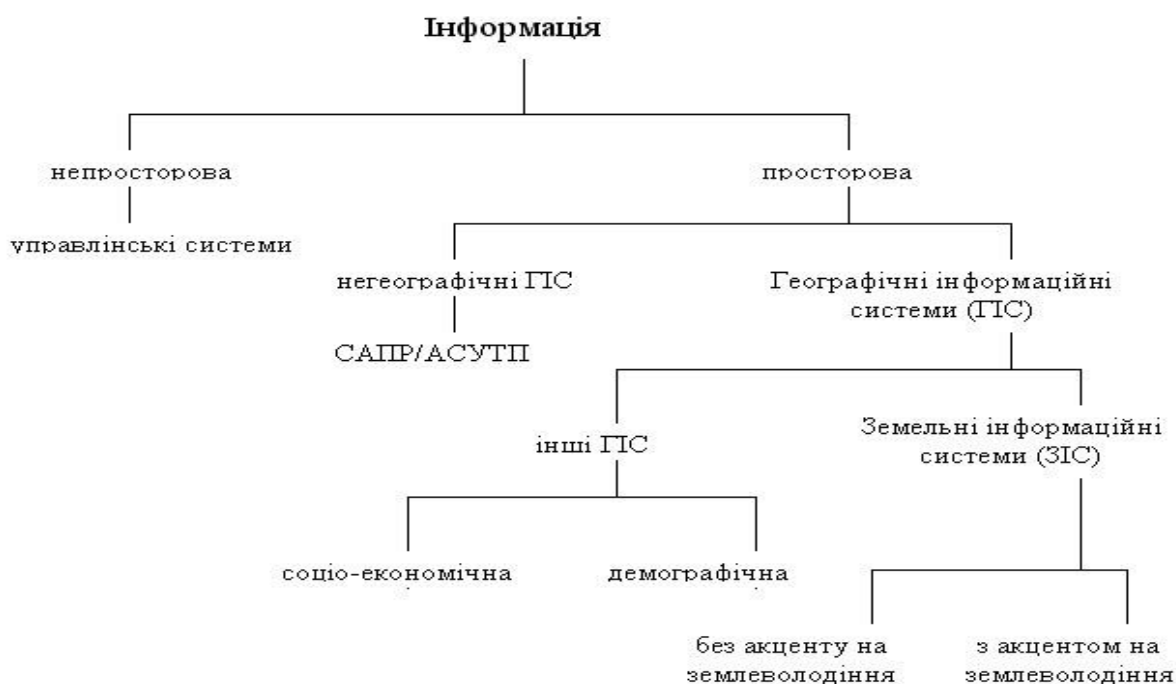 Інформація
непросторова
просторова
управлінські системи
негеографічні ГІС
Географічні інформаційні
системи (ГІС)
САПР/АСУТП
інші ГІС
Земельні інформаційні
системи (ЗІС)
соціо-економічна
демографічна
без акценту на
землеволодіння
з акцентом на
землеволодіння